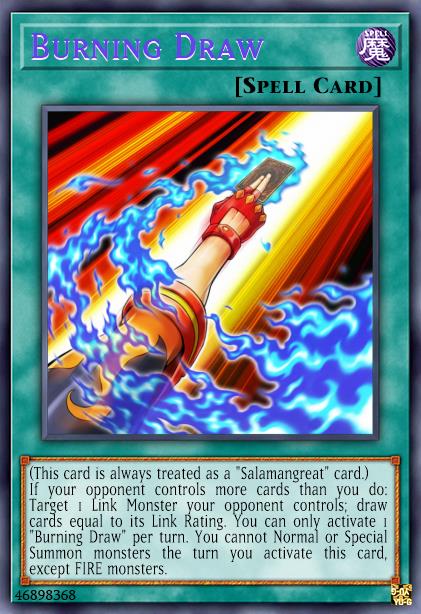 Burning Draw
SPELL
魔
[Spell Card]
(This card is always treated as a "Salamangreat" card.)
If your opponent controls more cards than you do:
Target 1 Link Monster your opponent controls; draw
cards equal to its Link Rating. You can only activate 1
"Burning Draw" per turn. You cannot Normal or Special
Summon monsters the turn you activate this card,
except FIRE monsters.
46898368